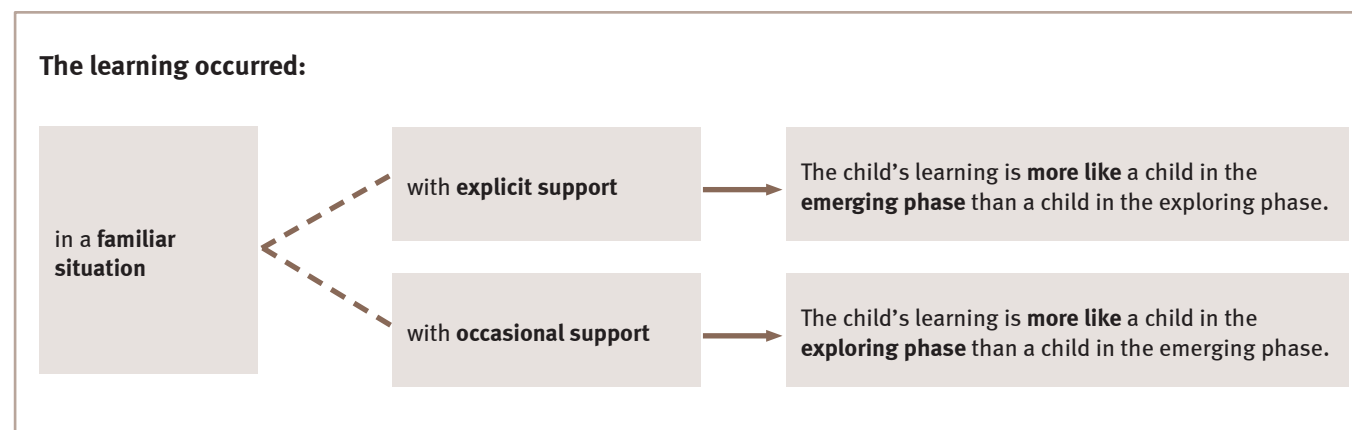 The learning occurred:
in a familiar
situation
with explicit support
The child’s learning is more like a child in the
emerging phase than a child in the exploring phase.
with occasional support
The child’s learning is more like a child in the
exploring phase than a child in the emerging phase.